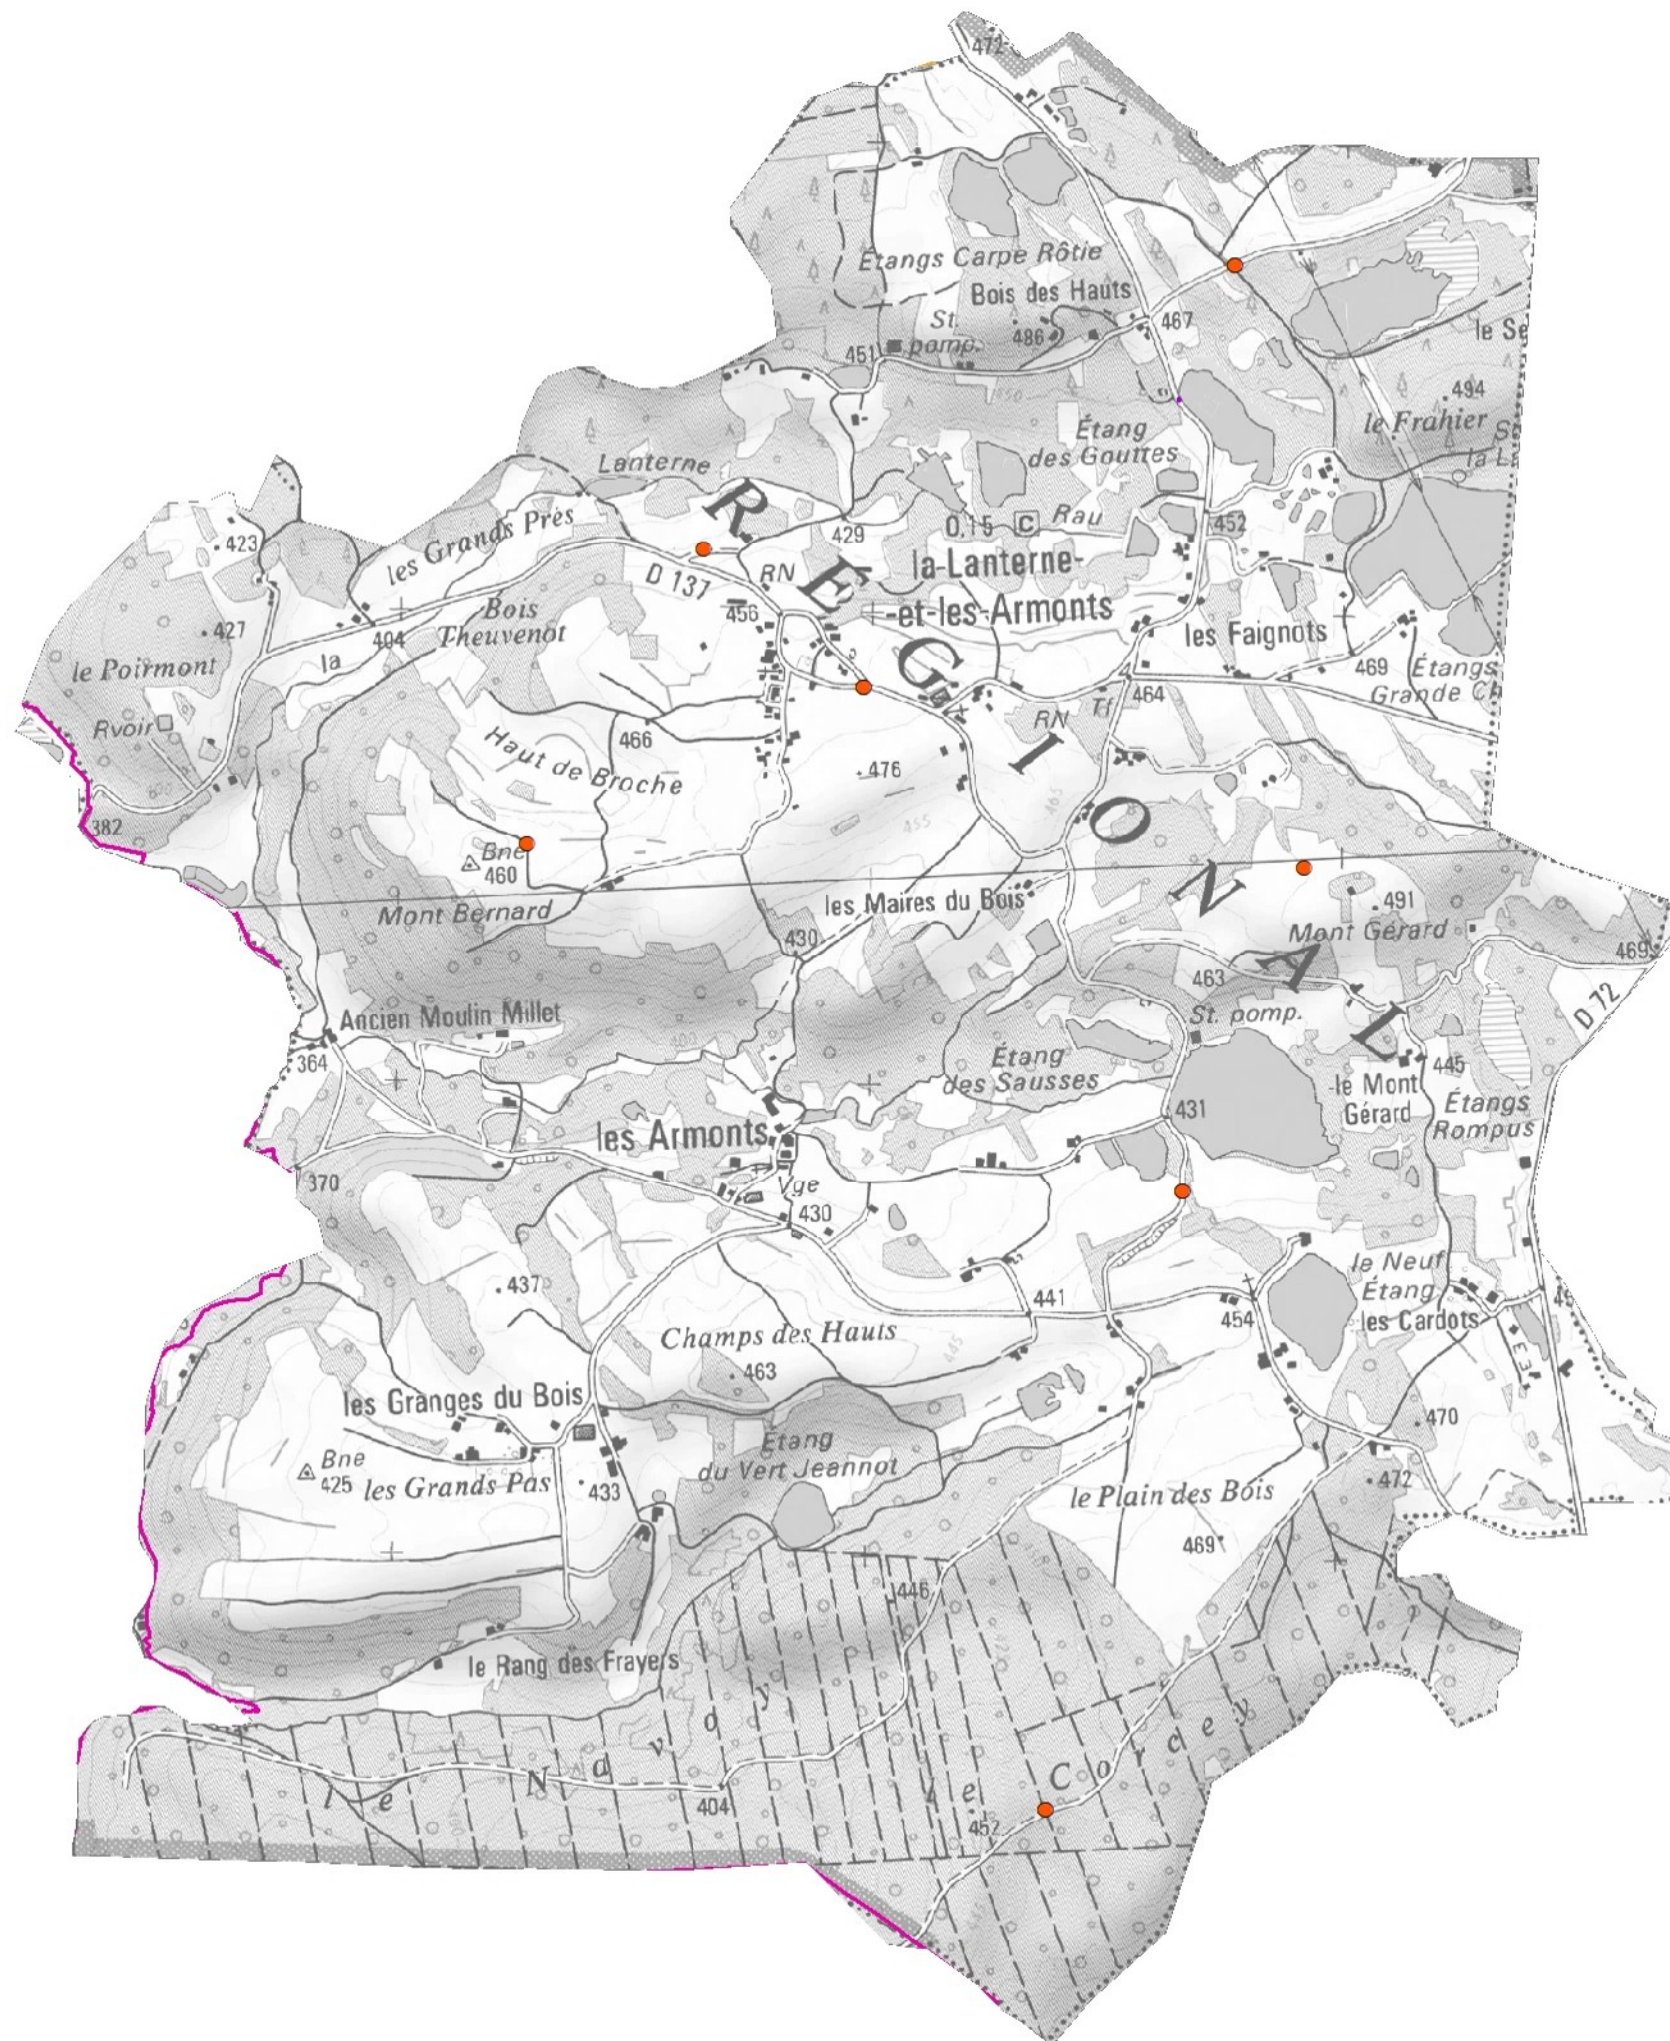 472
Étangs Carpe Rôtie
Bois des Hauts
St.
pomp.
486
467
451
le Se
494
le Frahier
Étang
des Gouttes
Lanterne
les Grands Prés
423
429
0.15 C Rau
452
la-Lanterne-
-et-les-Armonts
D 137
RN
456
Bois
Theuvenot
404
la
427
le Poirmont
Rvoir
les Faignots
469
Étangs
Grande Ch
464
Tf
RN
466
Haut de Broche
476
455
465
382
Bne
460
Mont Bernard
les Maires du Bois
430
491
Mont Gérard
469
463
D 72
St. pomp.
Ancien Moulin Millet
364
Étang
des Sausses
445
le Mont
Gérard
Étangs
Rompus
431
les Armonts
370
Vge
430
437
le Neuf
Étang
les Cardots
441
454
Champs des Hauts
445
463
les Granges du Bois
470
Étang
du Vert Jeannot
Bne
425
les Grands Pas
433
472
le Plain des Bois
469
446
le Rang des Frayers
le Navoy
404
le Cordey
452
REGIONAL